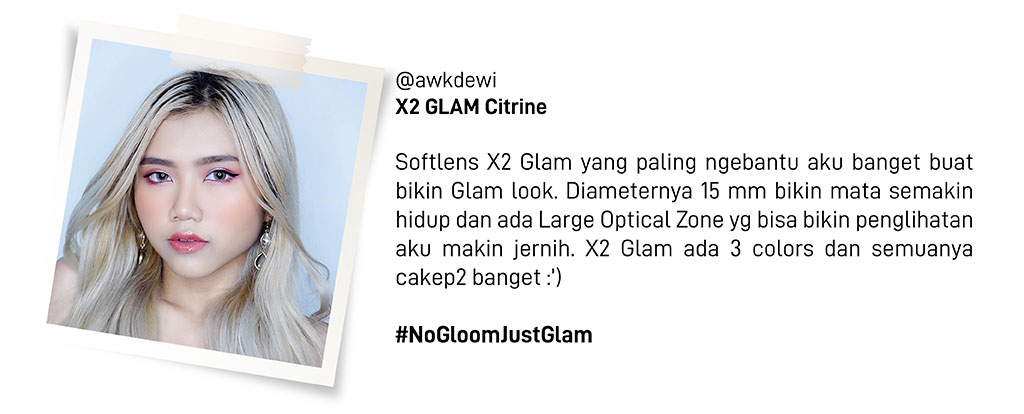 @awkdewi
X2 GLAM Citrine
Softlens X2 Glam yang paling ngebantu aku banget buat
bikin Glam look. Diameternya 15 mm bikin mata semakin
hidup dan ada Large Optical Zone yg bisa bikin penglihatan
aku makin jernih. X2 Glam ada 3 colors dan semuanya
cakep2 banget :')
#NoGloomJustGlam